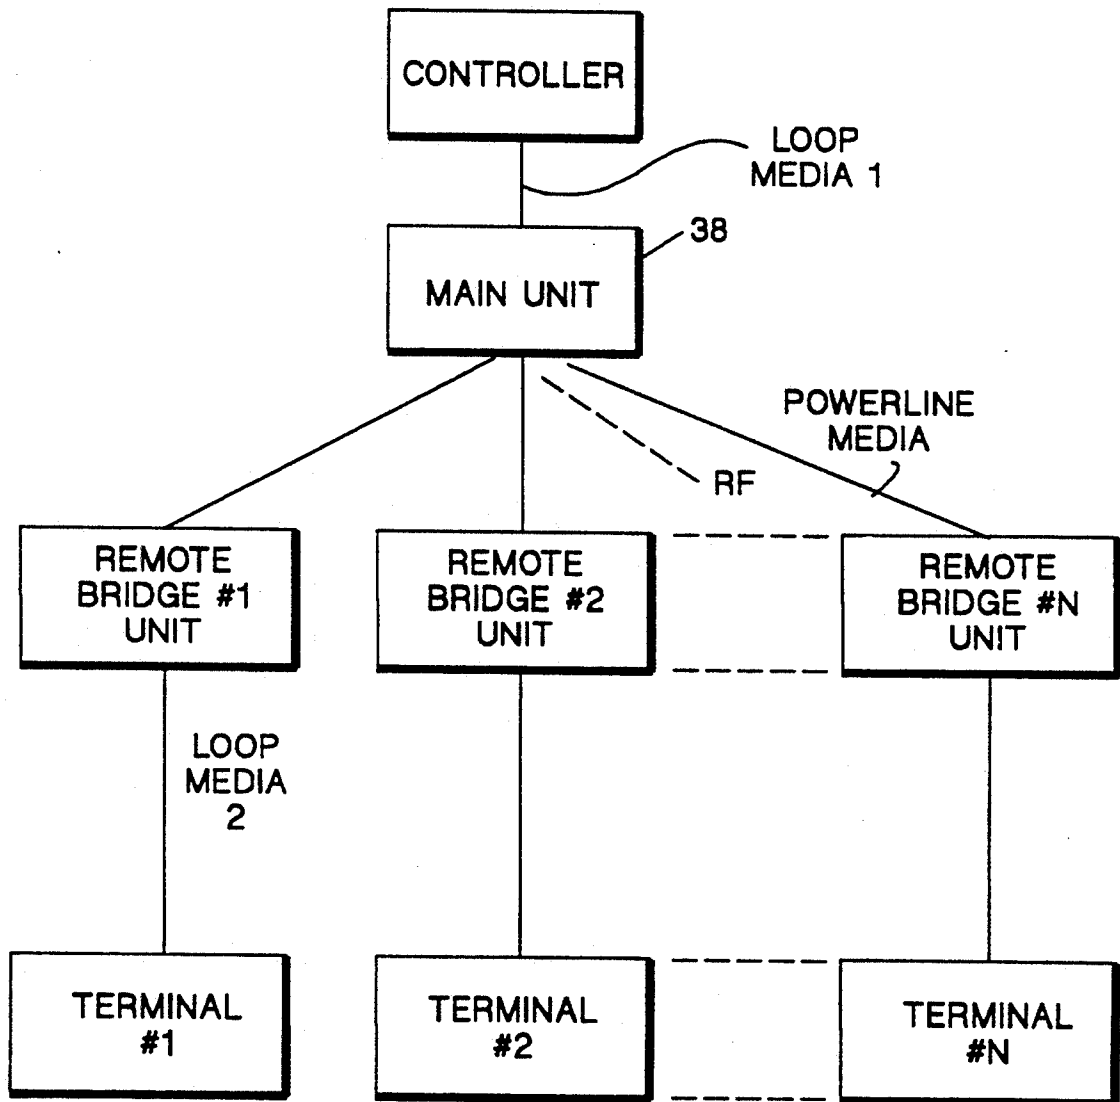 CONTROLLER
LOOP
MEDIA 1
38
MAIN UNIT
POWERLINE
MEDIA
RF
REMOTE
BRIDGE #1
UNIT
REMOTE
BRIDGE #2
UNIT
REMOTE
BRIDGE #N
UNIT
LOOP
MEDIA
2
TERMINAL
#1
TERMINAL
#2
TERMINAL
#N